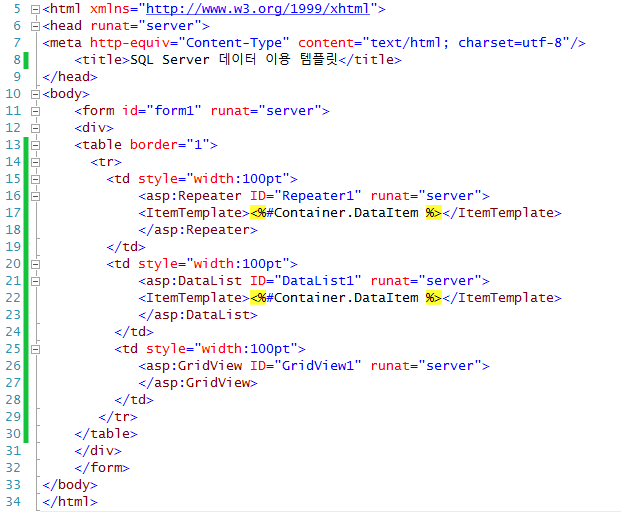 5 <html xmlns="http://www.w3.org/1999/xhtml">
6 <head runat="server">
7 <meta http-equiv="Content-Type" content="text/html; charset=utf-8"/>
8     <title>SQL Server 데이터 이용 템플릿</title>
9 </head>
10 <body>
11     <form id="form1" runat="server">
12     <div>
13     <table border="1">
14       <tr>
15         <td style="width:100pt">
16             <asp:Repeater ID="Repeater1" runat="server">
17             <ItemTemplate><%#Container.DataItem %></ItemTemplate>
18             </asp:Repeater>
19         </td>
20         <td style="width:100pt">
21             <asp:DataList ID="DataList1" runat="server">
22             <ItemTemplate><%#Container.DataItem %></ItemTemplate>
23             </asp:DataList>
24          </td>
25          <td style="width:100pt">
26             <asp:GridView ID="GridView1" runat="server">
27             </asp:GridView>
28          </td>
29        </tr>
30     </table>
31     </div>
32     </form>
33 </body>
34 </html>